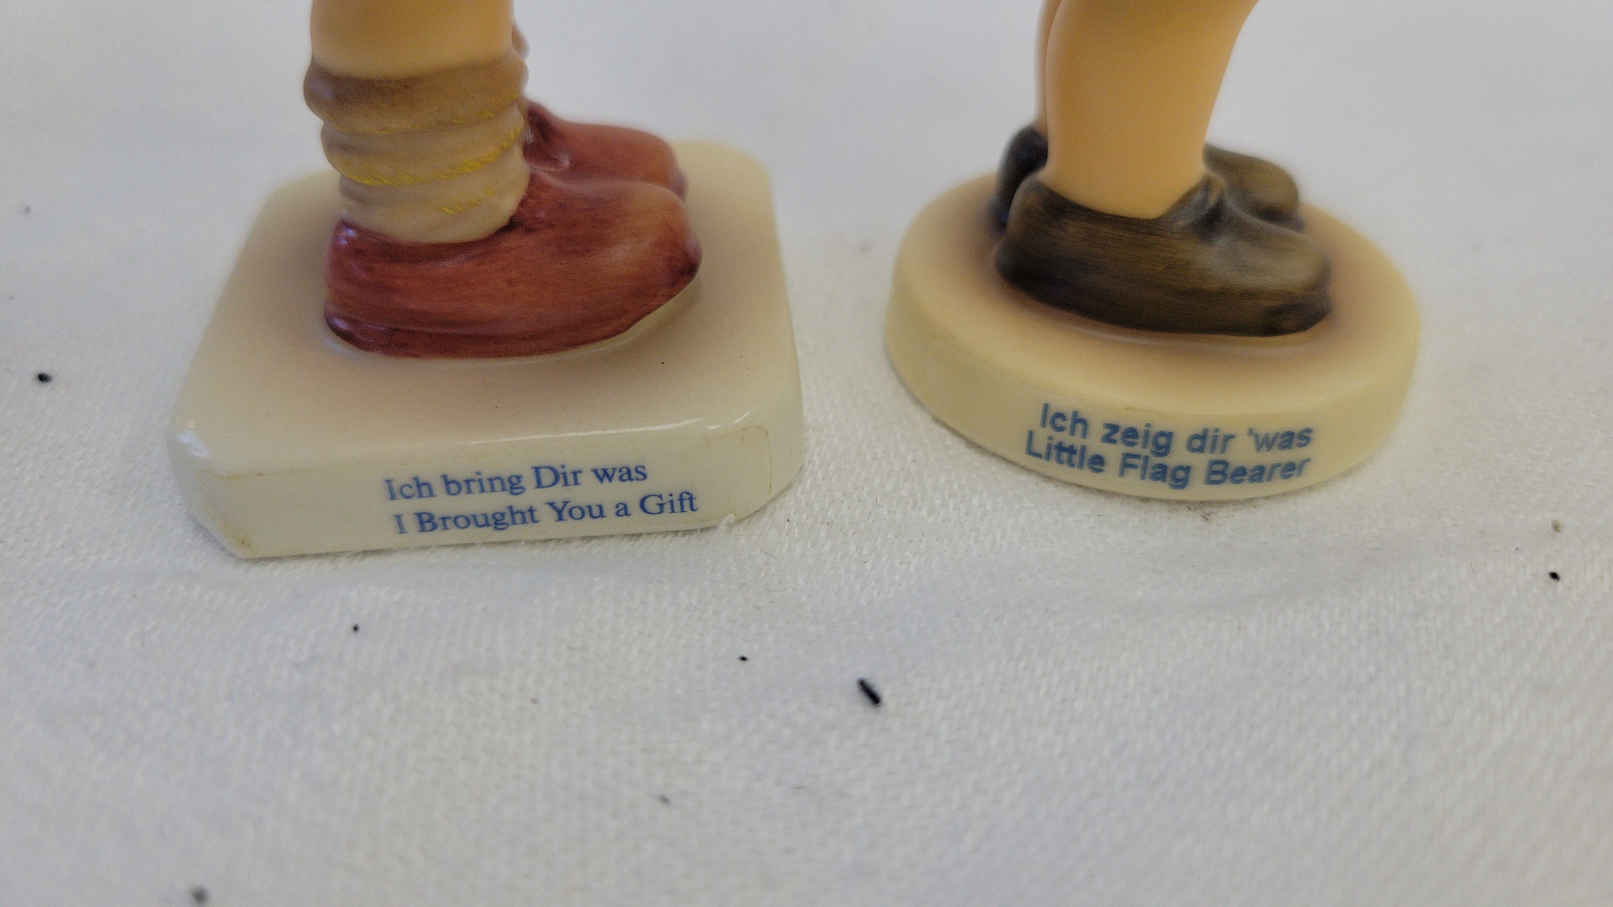 Ich bring Dir was
I Brought You a Gift
Ich zeig dir 'was
Little Flag Bearer